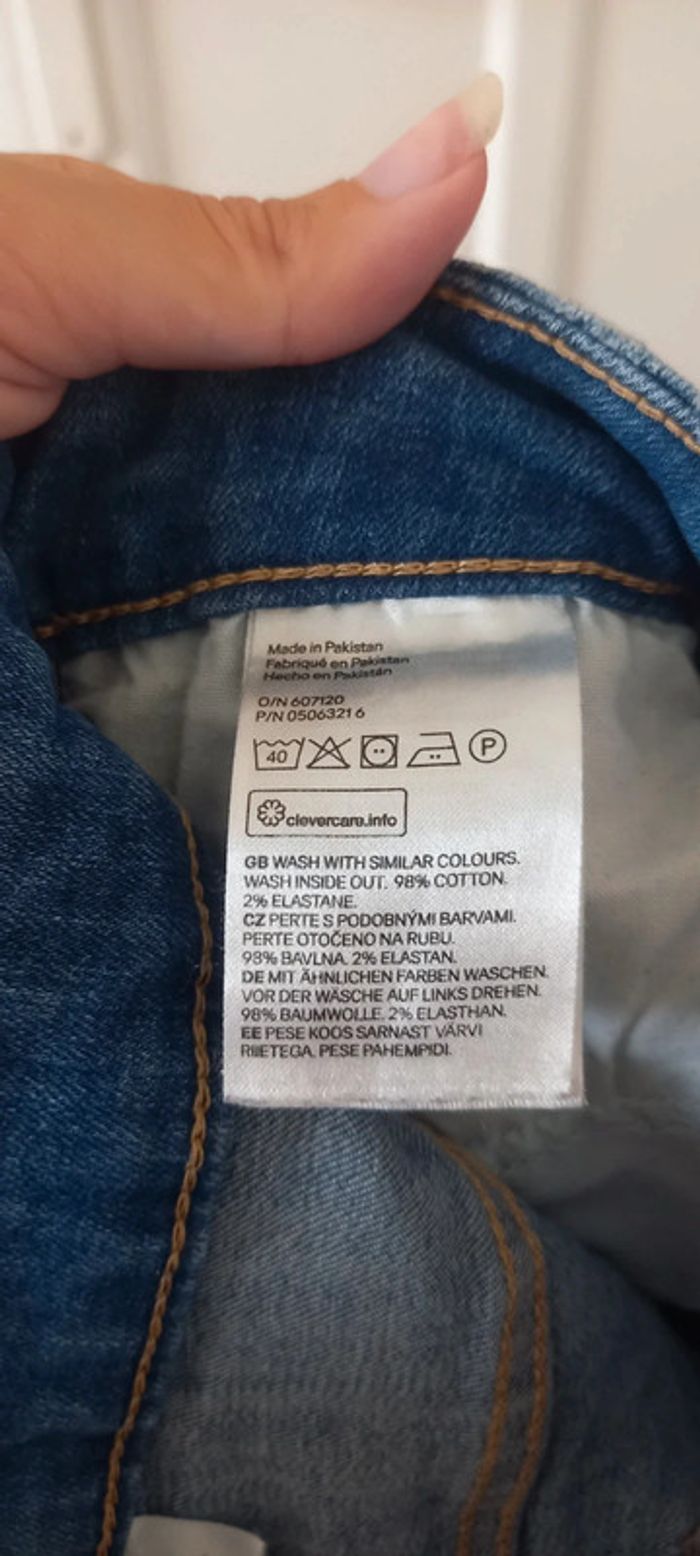 Made in Pakistan
Fabriqué en Pakistan
Hecho en Pakistán
O/N 607120
P/N 0506321 6
40 P
clevercare.info
GB WASH WITH SIMILAR COLOURS.
WASH INSIDE OUT. 98% COTTON.
2% ELASTANE.
CZ PERTE S PODOBNÝMI BARVAMI.
PERTE OTOČENO NA RUBU.
98% BAVLNA. 2% ELASTAN.
DE MIT ÄHNLICHEN FARBEN WASCHEN.
VOR DER WÄSCHE AUF LINKS DREHEN.
98% BAUMWOLLE. 2% ELASTHAN.
EE PESE KOOS SARNAST VÄRVI
RIIETEGA. PESE PAHEMPIDI.